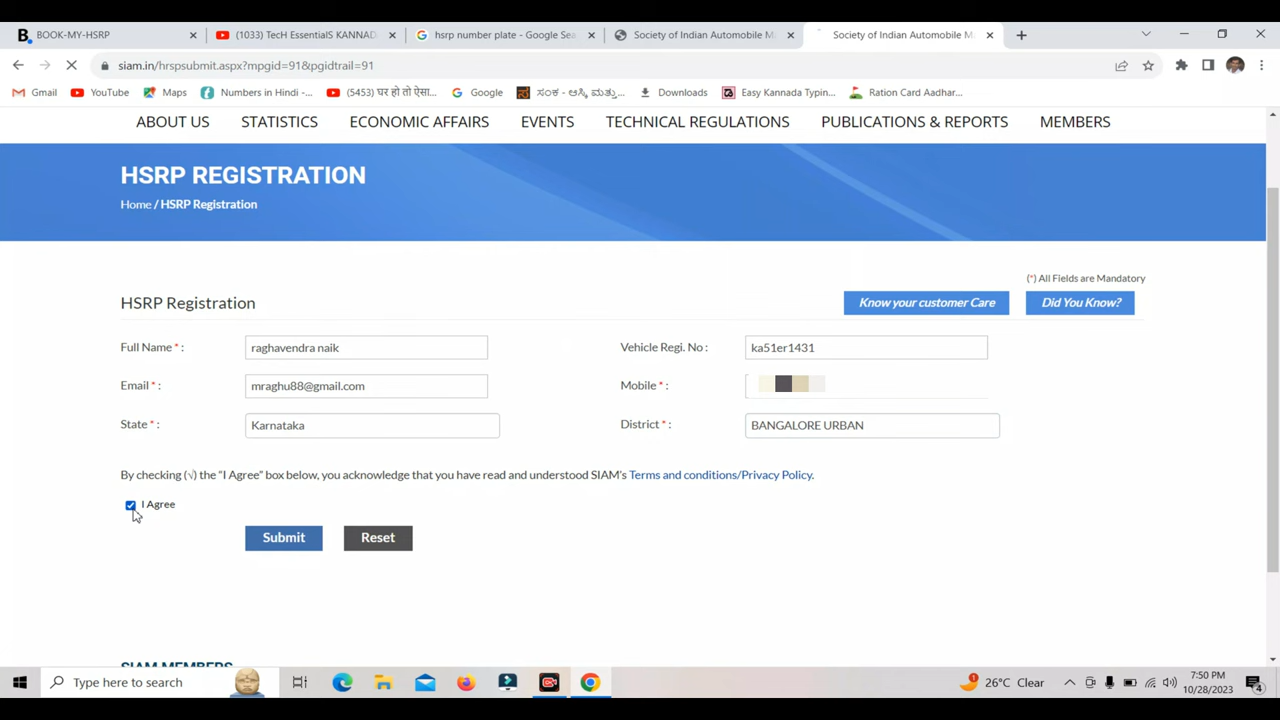 BOOK-MY-HSRP
(1033) TecH EssentialS KANNAD
hsrp number plate - Google Sea
Society of Indian Automobile M
Society of Indian Automobile M
siam.in/hrspsubmit.aspx?mpgid=91&pgidtrail=91
Gmail
YouTube
Maps
Numbers in Hindi -...
(5453) घर हो तो ऐसा...
Google
ಸಂಕ - ಆಸ್ತಿ ಮತ್ತು...
Downloads
Easy Kannada Typin...
Ration Card Aadhar...
ABOUT US STATISTICS ECONOMIC AFFAIRS EVENTS TECHNICAL REGULATIONS PUBLICATIONS & REPORTS MEMBERS
HSRP REGISTRATION
Home / HSRP Registration
(*) All Fields are Mandatory
HSRP Registration
Know your customer Care
Did You Know?
Full Name * : raghavendra naik
Vehicle Regi. No : ka51er1431
Email * : mraghu88@gmail.com
Mobile * :
State * : Karnataka
District * : BANGALORE URBAN
By checking (√) the “I Agree” box below, you acknowledge that you have read and understood SIAM's Terms and conditions/Privacy Policy.
I Agree
Submit
Reset
SIAM MEMBERS
Type here to search
26°C Clear
7:50 PM
10/28/2023
4